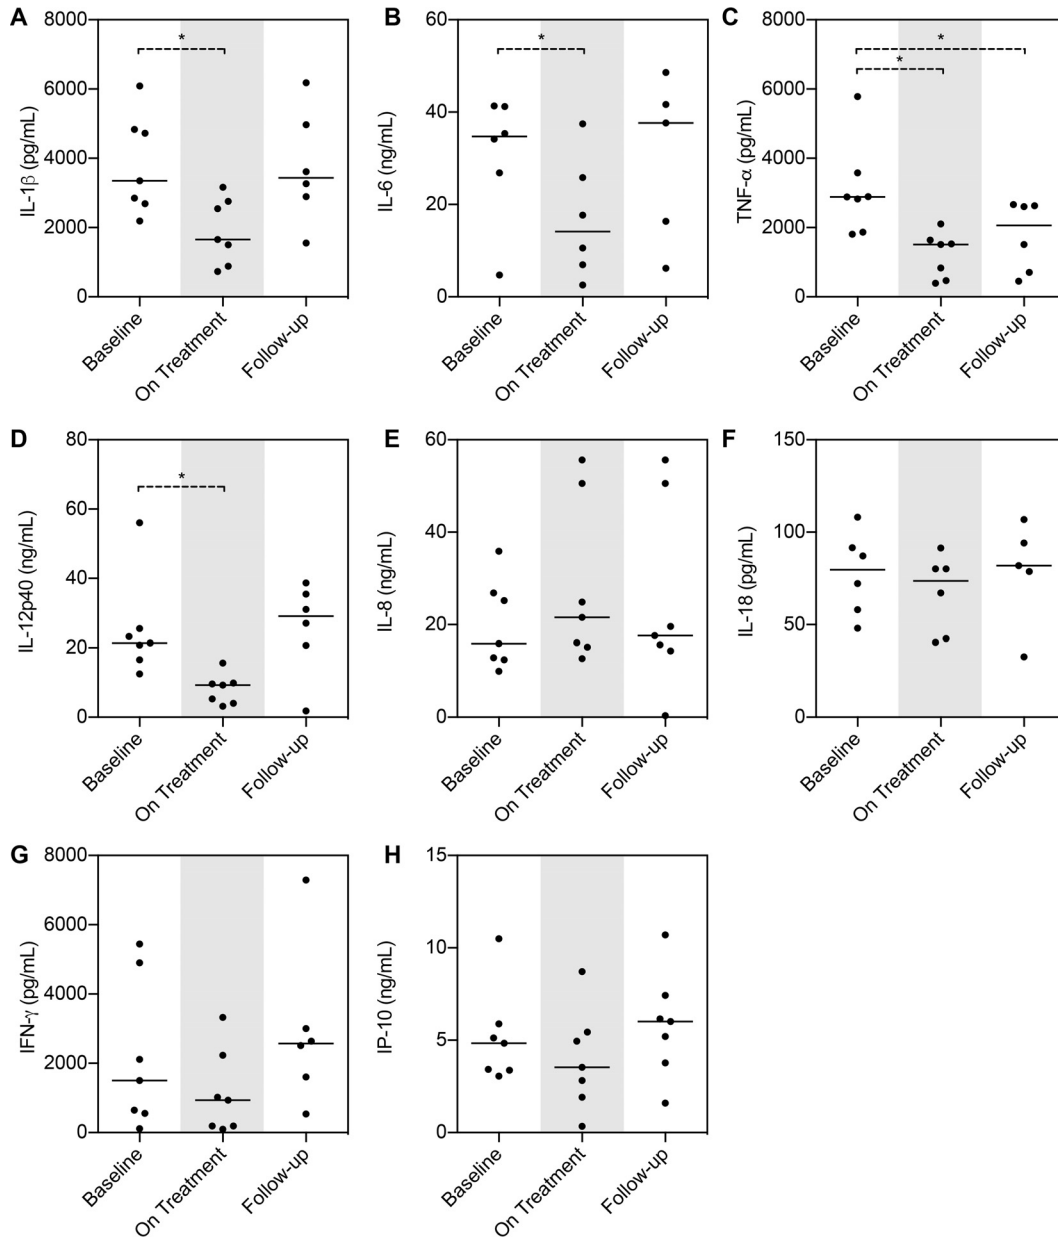 A
IL-1β (pg/mL)
8000
6000
4000
2000
0
*
Baseline
On Treatment
Follow-up
B
IL-6 (ng/mL)
60
40
20
0
*
Baseline
On Treatment
Follow-up
C
TNF-α (pg/mL)
8000
6000
4000
2000
0
*
*
Baseline
On Treatment
Follow-up
D
IL-12p40 (ng/mL)
80
60
40
20
0
*
Baseline
On Treatment
Follow-up
E
IL-8 (ng/mL)
60
40
20
0
Baseline
On Treatment
Follow-up
F
IL-18 (pg/mL)
150
100
50
0
Baseline
On Treatment
Follow-up
G
IFN-γ (pg/mL)
8000
6000
4000
2000
0
Baseline
On Treatment
Follow-up
H
IP-10 (ng/mL)
15
10
5
0
Baseline
On Treatment
Follow-up